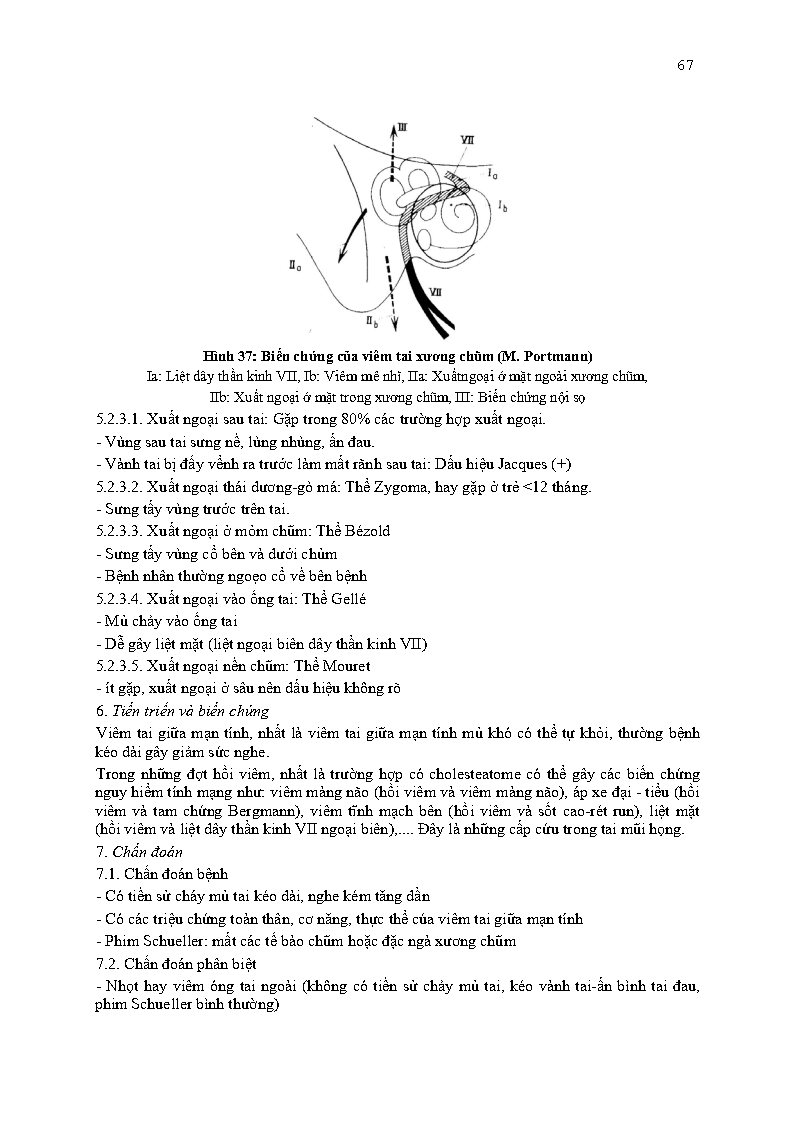 67
III
VII
Ia
Ib
IIa
VII
IIb
Hình 37: Biến chứng của viêm tai xương chũm (M. Portmann)
Ia: Liệt dây thần kinh VII, Ib: Viêm mê nhĩ, IIa: Xuấtngoại ở mặt ngoài xương chũm,
IIb: Xuất ngoại ở mặt trong xương chũm, III: Biến chứng nội sọ
5.2.3.1. Xuất ngoại sau tai: Gặp trong 80% các trường hợp xuất ngoại.
- Vùng sau tai sưng nề, lùng nhùng, ấn đau.
- Vành tai bị đẩy vểnh ra trước làm mất rãnh sau tai: Dấu hiệu Jacques (+)
5.2.3.2. Xuất ngoại thái dương-gò má: Thể Zygoma, hay gặp ở trẻ <12 tháng.
- Sưng tấy vùng trước trên tai.
5.2.3.3. Xuất ngoại ở mỏm chũm: Thể Bézold
- Sưng tấy vùng cổ bên và dưới chũm
- Bệnh nhân thường ngoẹo cổ về bên bệnh
5.2.3.4. Xuất ngoại vào ống tai: Thể Gellé
- Mủ chảy vào ống tai
- Dễ gây liệt mặt (liệt ngoại biên dây thần kinh VII)
5.2.3.5. Xuất ngoại nền chũm: Thể Mouret
- ít gặp, xuất ngoại ở sâu nên dấu hiệu không rõ
6. Tiến triển và biến chứng
Viêm tai giữa mạn tính, nhất là viêm tai giữa mạn tính mủ khó có thể tự khỏi, thường bệnh
kéo dài gây giảm sức nghe.
Trong những đợt hồi viêm, nhất là trường hợp có cholesteatome có thể gây các biến chứng
nguy hiểm tính mạng như: viêm màng não (hồi viêm và viêm màng não), áp xe đại - tiểu (hồi
viêm và tam chứng Bergmann), viêm tĩnh mạch bên (hồi viêm và sốt cao-rét run), liệt mặt
(hồi viêm và liệt dây thần kinh VII ngoại biên),.... Đây là những cấp cứu trong tai mũi họng.
7. Chẩn đoán
7.1. Chẩn đoán bệnh
- Có tiền sử chảy mủ tai kéo dài, nghe kém tăng dần
- Có các triệu chứng toàn thân, cơ năng, thực thể của viêm tai giữa mạn tính
- Phim Schueller: mất các tế bào chũm hoặc đặc ngà xương chũm
7.2. Chẩn đoán phân biệt
- Nhọt hay viêm óng tai ngoài (không có tiền sử chảy mủ tai, kéo vành tai-ấn bình tai đau,
phim Schueller bình thường)